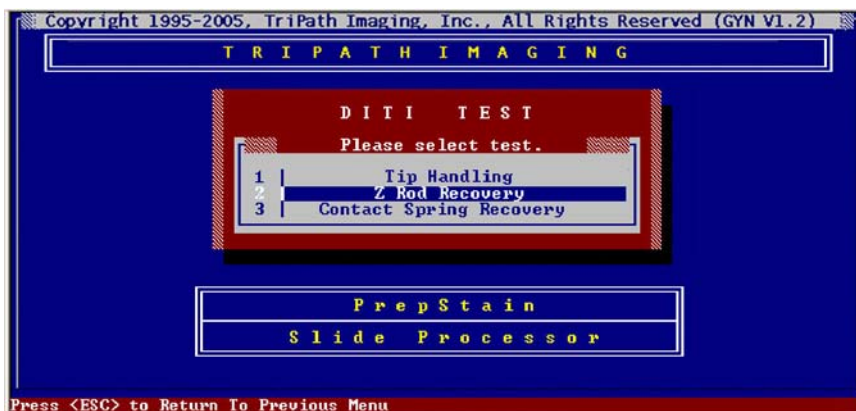 Copyright 1995-2005, TriPath Imaging, Inc., All Rights Reserved (GYN V1.2)
T R I P A T H I M A G I N G
D I T I T E S T
Please select test.
1 | Tip Handling
2 | Z Rod Recovery
3 | Contact Spring Recovery
P r e p S t a i n
S l i d e P r o c e s s o r
Press <ESC> to Return To Previous Menu